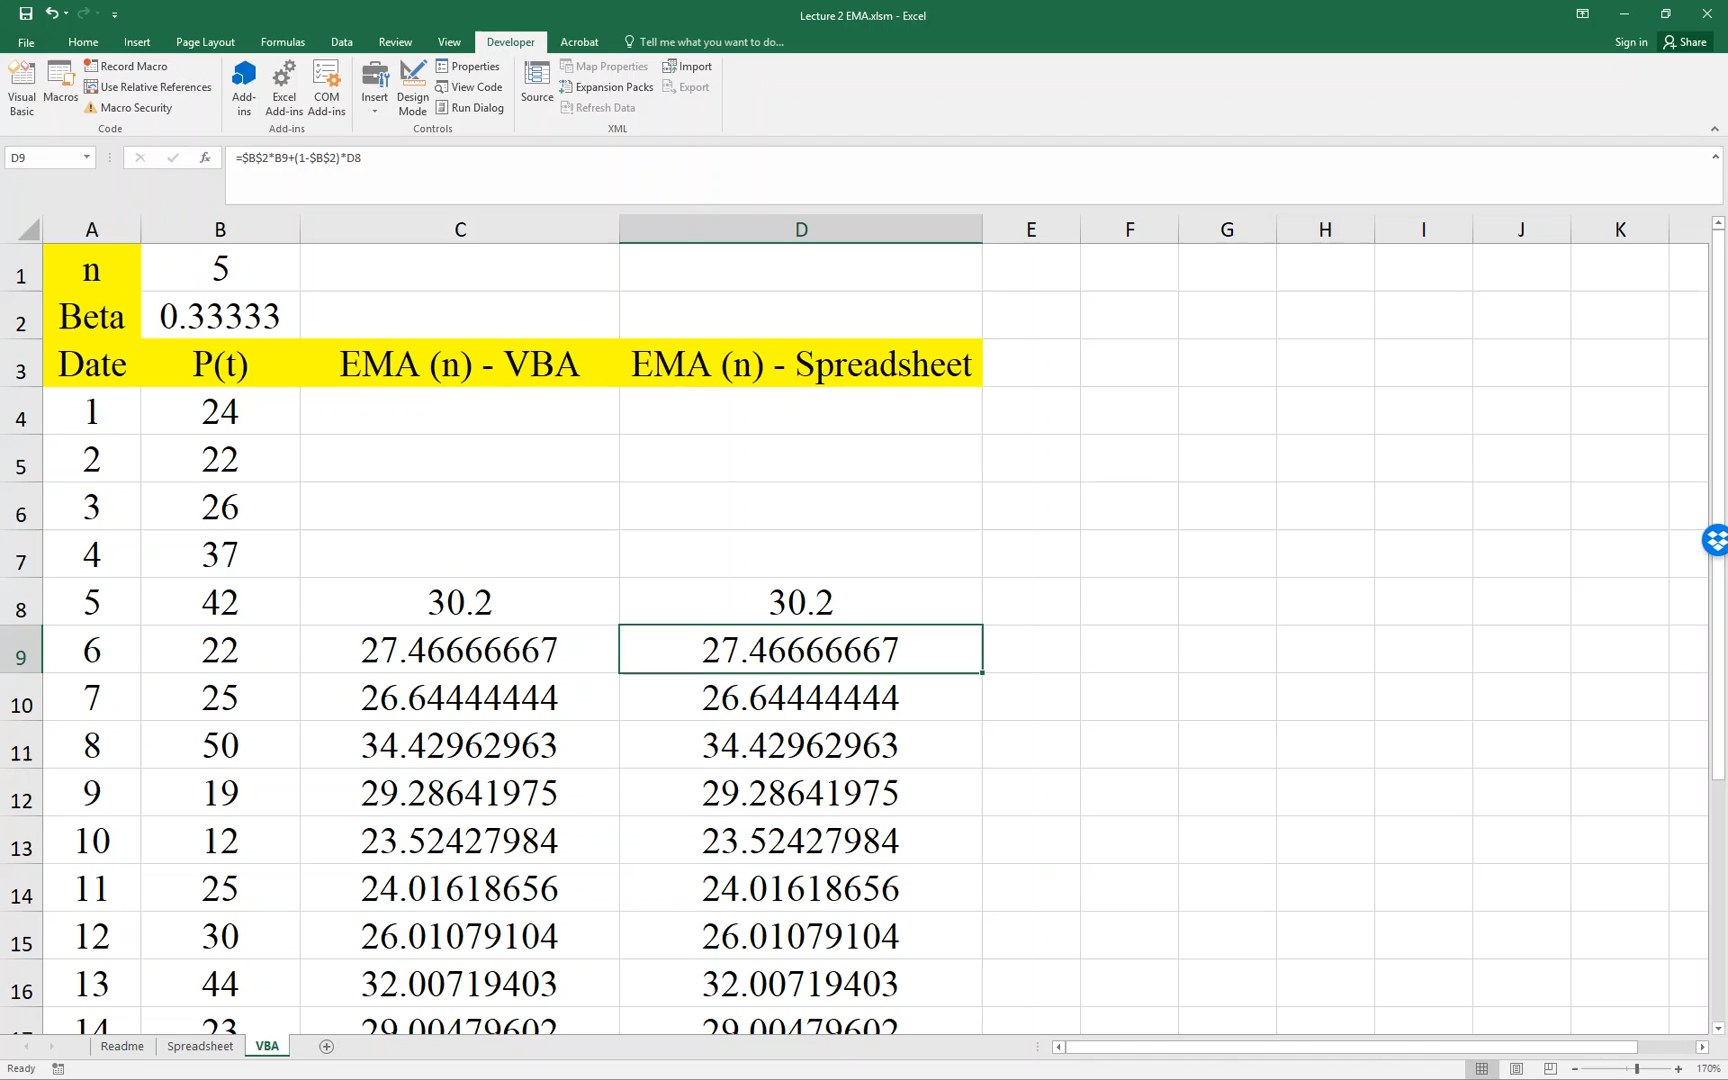 Lecture 2 EMA.xlsm - Excel
File Home Insert Page Layout Formulas Data Review View Developer Acrobat Tell me what you want to do... Sign in Share
Visual Basic
Macros
Record Macro
Use Relative References
Macro Security
Code
Add-ins
Excel Add-ins
COM Add-ins
Add-ins
Insert
Design Mode
Properties
View Code
Run Dialog
Controls
Source
Map Properties
Expansion Packs
Refresh Data
Import
Export
XML
D9 fx =$B$2*B9+(1-$B$2)*D8
A B C D E F G H I J K
1 n 5
2 Beta 0.33333
3 Date P(t) EMA (n) - VBA EMA (n) - Spreadsheet
4 1 24
5 2 22
6 3 26
7 4 37
8 5 42 30.2 30.2
9 6 22 27.46666667 27.46666667
10 7 25 26.64444444 26.64444444
11 8 50 34.42962963 34.42962963
12 9 19 29.28641975 29.28641975
13 10 12 23.52427984 23.52427984
14 11 25 24.01618656 24.01618656
15 12 30 26.01079104 26.01079104
16 13 44 32.00719403 32.00719403
17 14 23 29.00479602 29.00479602
Readme Spreadsheet VBA
Ready 170%